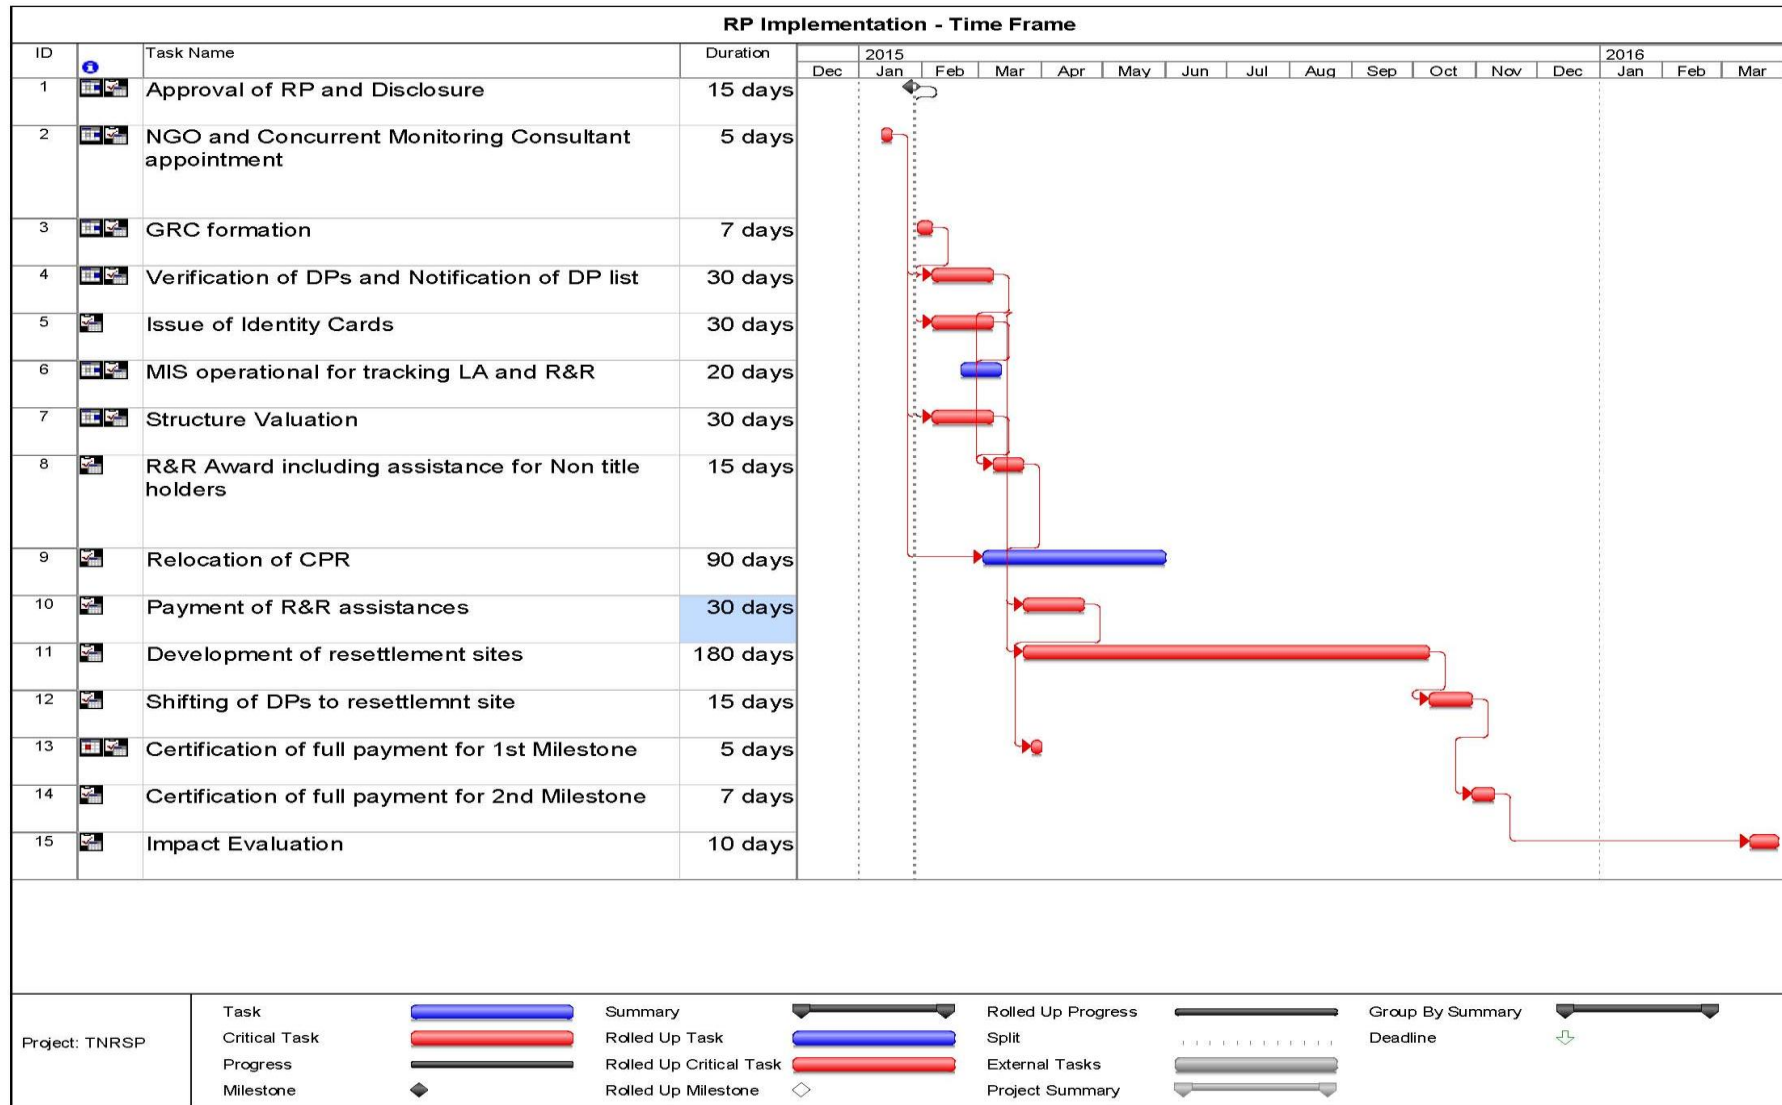 RP Implementation - Time Frame
ID Task Name Duration 2015 2016
Dec Jan Feb Mar Apr May Jun Jul Aug Sep Oct Nov Dec Jan Feb Mar
1 Approval of RP and Disclosure 15 days
2 NGO and Concurrent Monitoring Consultant 5 days
appointment
3 GRC formation 7 days
4 Verification of DPs and Notification of DP list 30 days
5 Issue of Identity Cards 30 days
6 MIS operational for tracking LA and R&R 20 days
7 Structure Valuation 30 days
8 R&R Award including assistance for Non title 15 days
holders
9 Relocation of CPR 90 days
10 Payment of R&R assistances 30 days
11 Development of resettlement sites 180 days
12 Shifting of DPs to resettlemnt site 15 days
13 Certification of full payment for 1st Milestone 5 days
14 Certification of full payment for 2nd Milestone 7 days
15 Impact Evaluation 10 days
Project: TNRSP
Task Summary Rolled Up Progress Group By Summary
Critical Task Rolled Up Task Split Deadline
Progress Rolled Up Critical Task External Tasks
Milestone Rolled Up Milestone Project Summary